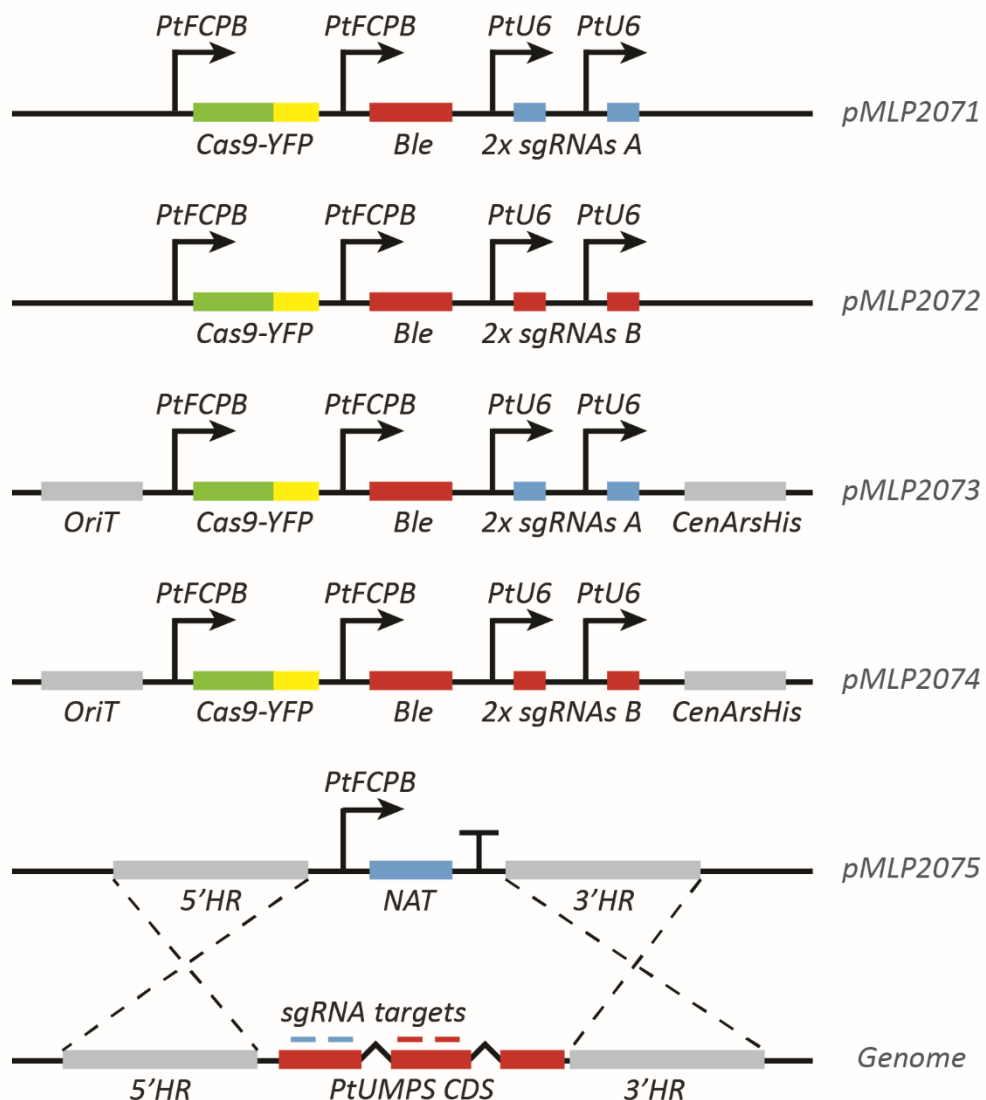 PtFCPB PtFCPB PtU6 PtU6
pMLP2071
Cas9-YFP Ble 2x sgRNAs A
PtFCPB PtFCPB PtU6 PtU6
pMLP2072
Cas9-YFP Ble 2x sgRNAs B
PtFCPB PtFCPB PtU6 PtU6
pMLP2073
OriT Cas9-YFP Ble 2x sgRNAs A CenArsHis
PtFCPB PtFCPB PtU6 PtU6
pMLP2074
OriT Cas9-YFP Ble 2x sgRNAs B CenArsHis
PtFCPB
pMLP2075
5'HR NAT 3'HR
sgRNA targets
Genome
5'HR PtUMPS CDS 3'HR